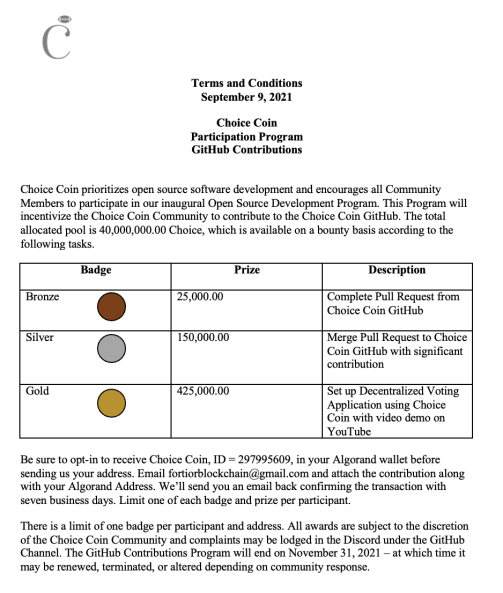 Terms and Conditions
September 9, 2021
Choice Coin
Participation Program
GitHub Contributions
Choice Coin prioritizes open source software development and encourages all Community
Members to participate in our inaugural Open Source Development Program. This Program will
incentivize the Choice Coin Community to contribute to the Choice Coin GitHub. The total
allocated pool is 40,000,000.00 Choice, which is available on a bounty basis according to the
following tasks.
Badge Prize Description
Bronze 25,000.00 Complete Pull Request from
Choice Coin GitHub
Silver 150,000.00 Merge Pull Request to Choice
Coin GitHub with significant
contribution
Gold 425,000.00 Set up Decentralized Voting
Application using Choice
Coin with video demo on
YouTube
Be sure to opt-in to receive Choice Coin, ID = 297995609, in your Algorand wallet before
sending us your address. Email fortiorblockchain@gmail.com and attach the contribution along
with your Algorand Address. We'll send you an email back confirming the transaction with
seven business days. Limit one of each badge and prize per participant.
There is a limit of one badge per participant and address. All awards are subject to the discretion
of the Choice Coin Community and complaints may be lodged in the Discord under the GitHub
Channel. The GitHub Contributions Program will end on November 31, 2021 – at which time it
may be renewed, terminated, or altered depending on community response.